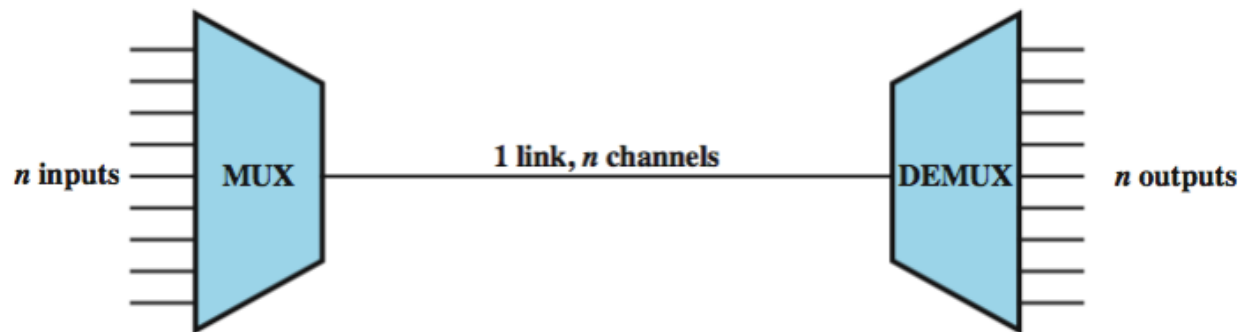 n inputs
MUX
1 link, n channels
DEMUX
n outputs